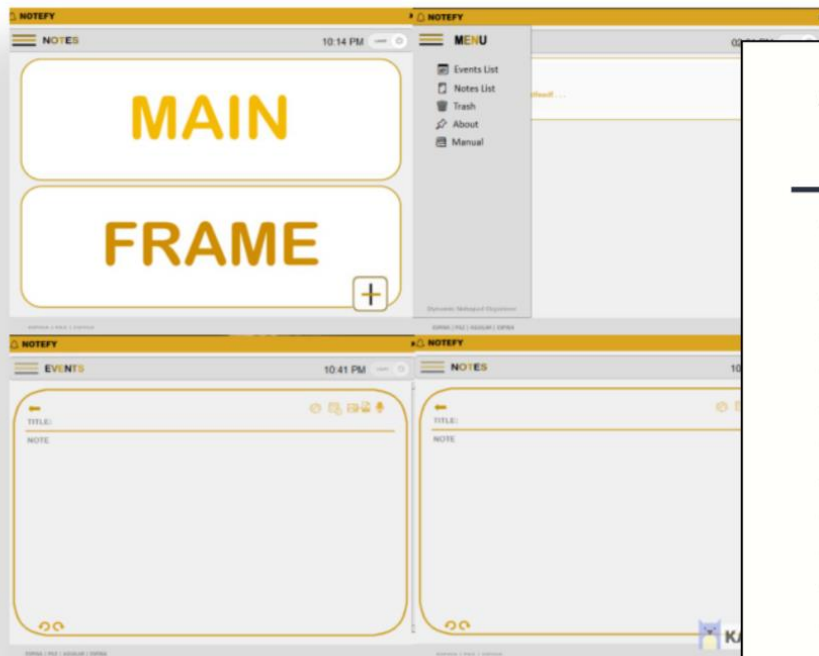 NOTEFY
NOTES
10:14 PM
MAIN
FRAME
NOTEFY
MENU
Events List
Notes List
Trash
About
Manual
NOTEFY
EVENTS
10:41 PM
TITLE:
NOTE
NOTEFY
NOTES
10
TITLE:
NOTE